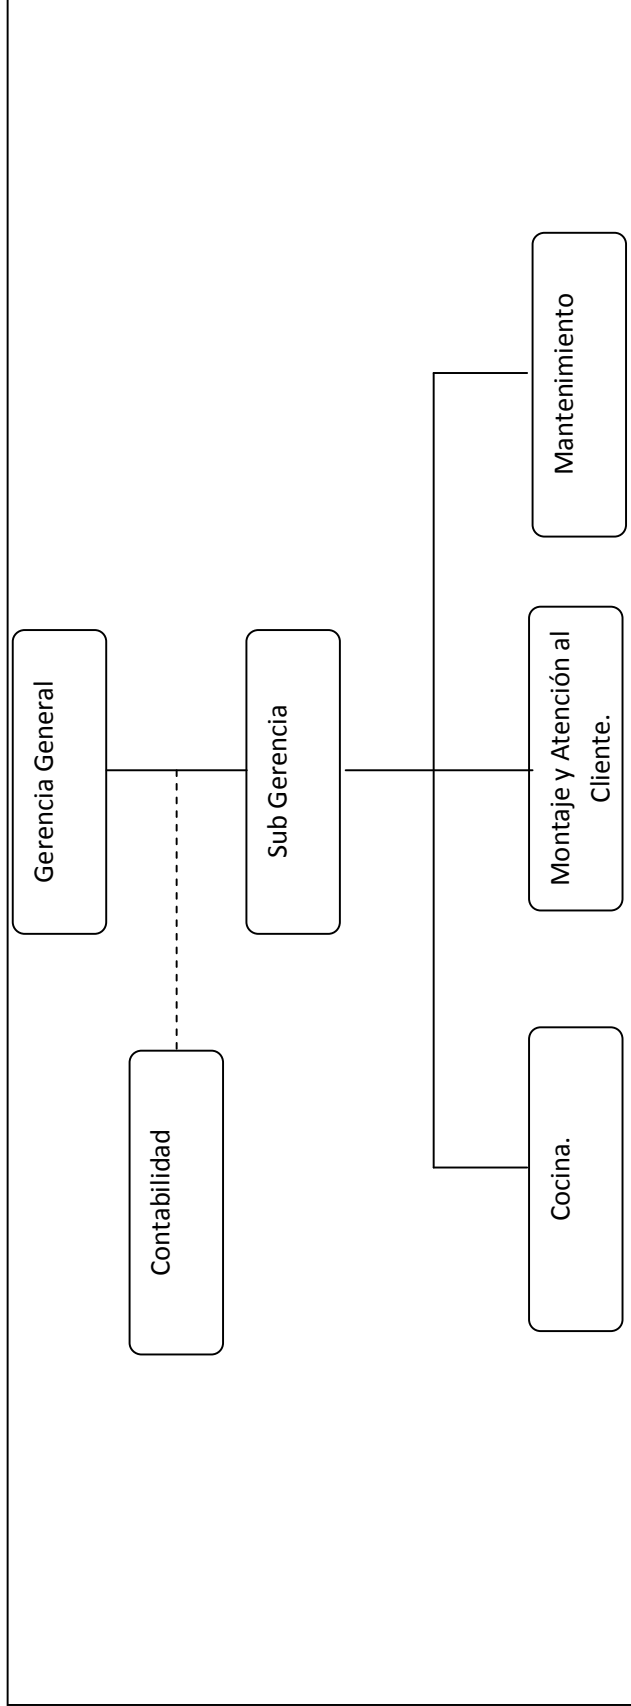 Gerencia General
Contabilidad
Sub Gerencia
Cocina.
Montaje y Atención al
Cliente.
Mantenimiento